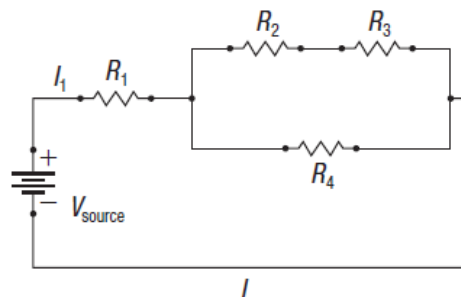 R₂ R₃
I₁ R₁
R₄
+
−
Vsource
I